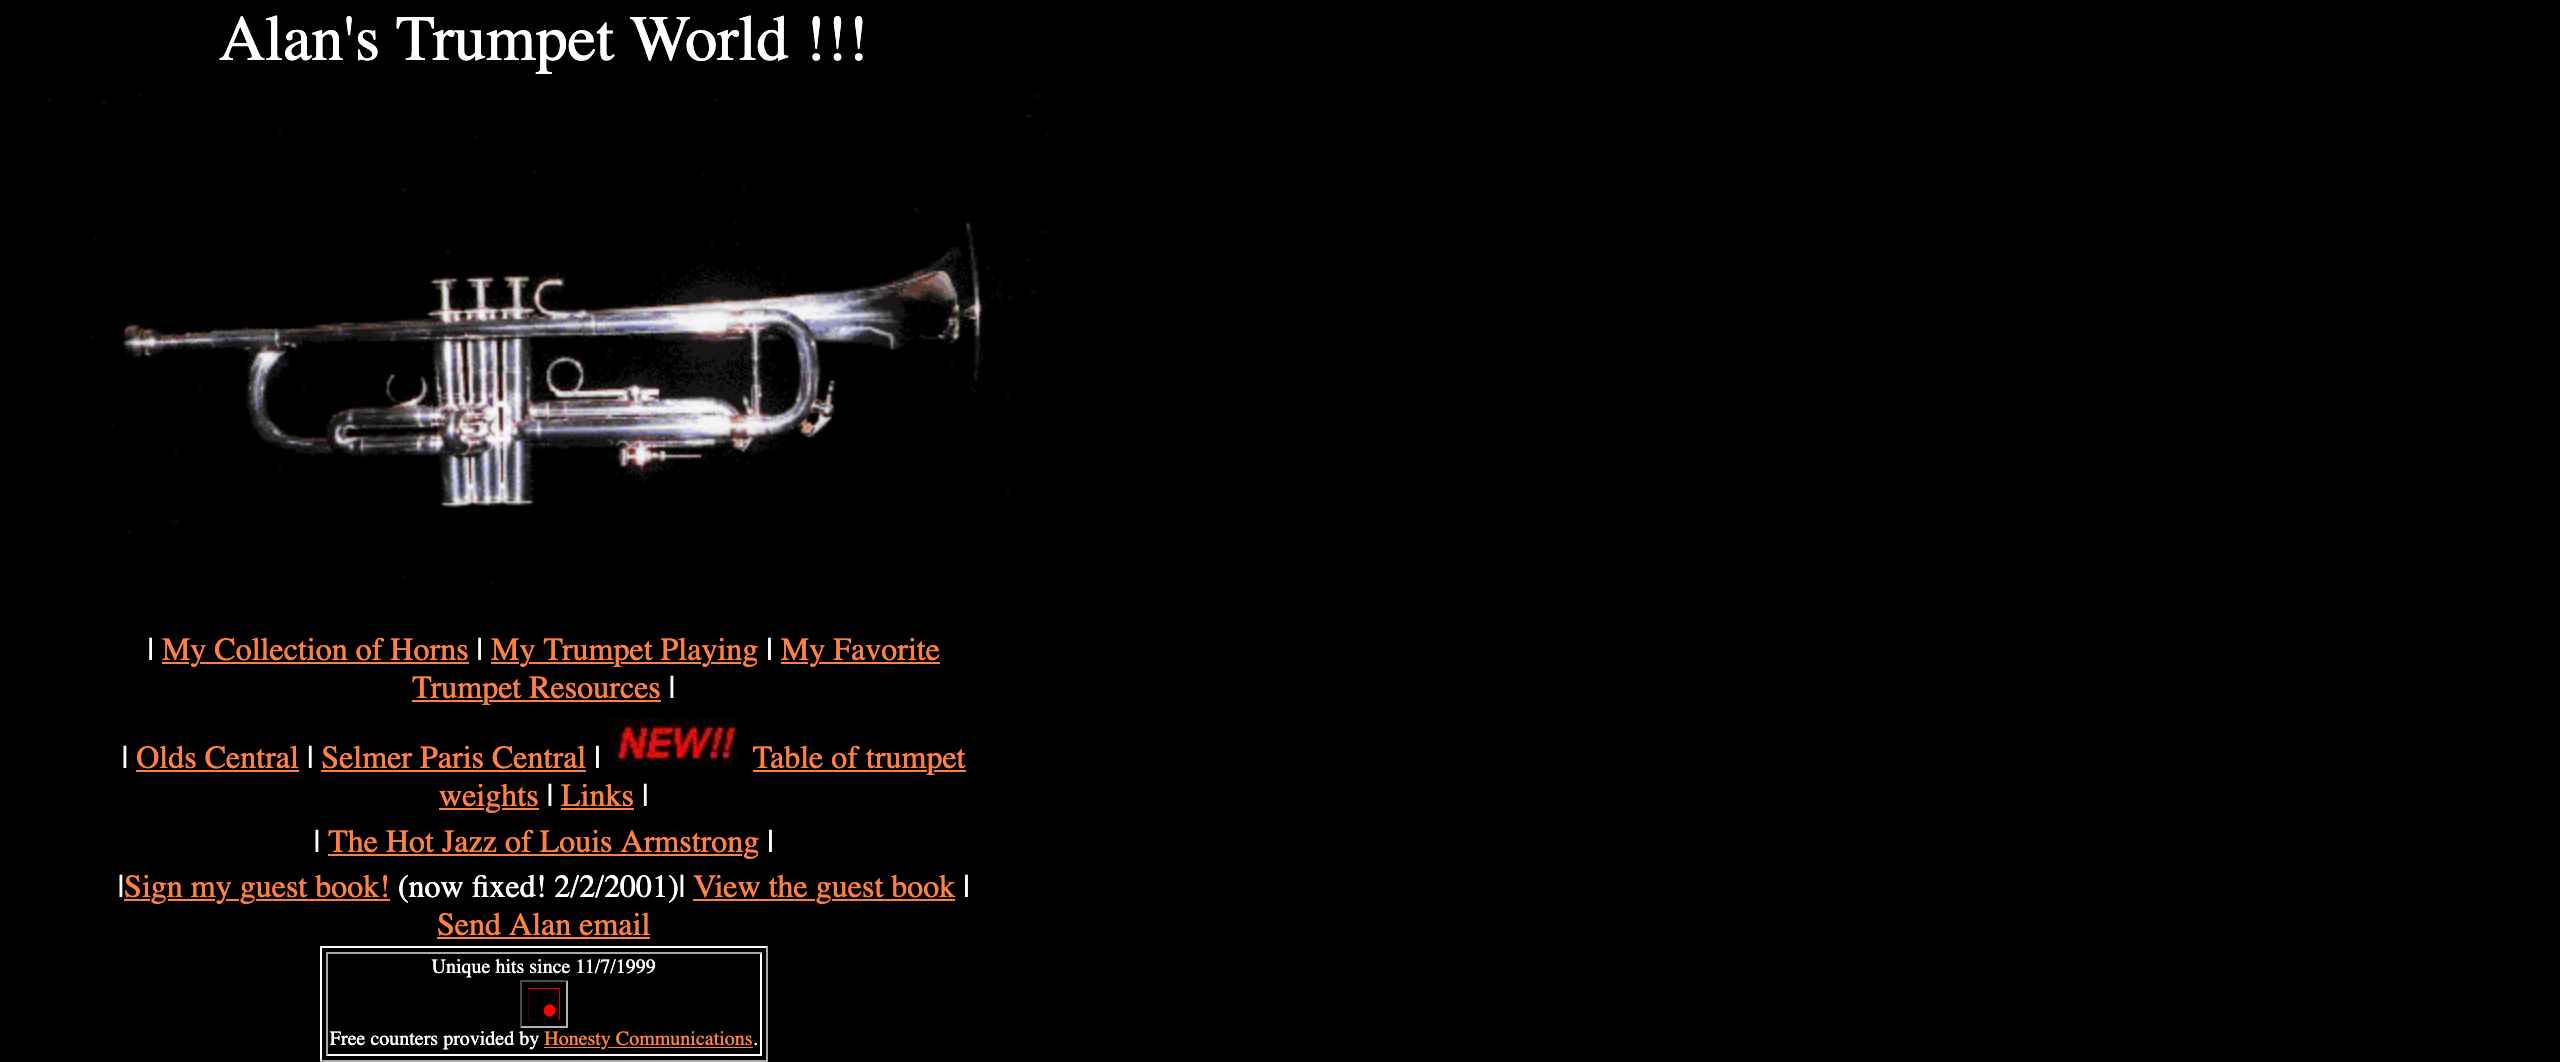 Alan's Trumpet World !!!
| My Collection of Horns | My Trumpet Playing | My Favorite
Trumpet Resources |
| Olds Central | Selmer Paris Central | NEW!! Table of trumpet
weights | Links |
| The Hot Jazz of Louis Armstrong |
|Sign my guest book! (now fixed! 2/2/2001)| View the guest book |
Send Alan email
Unique hits since 11/7/1999
Free counters provided by Honesty Communications.